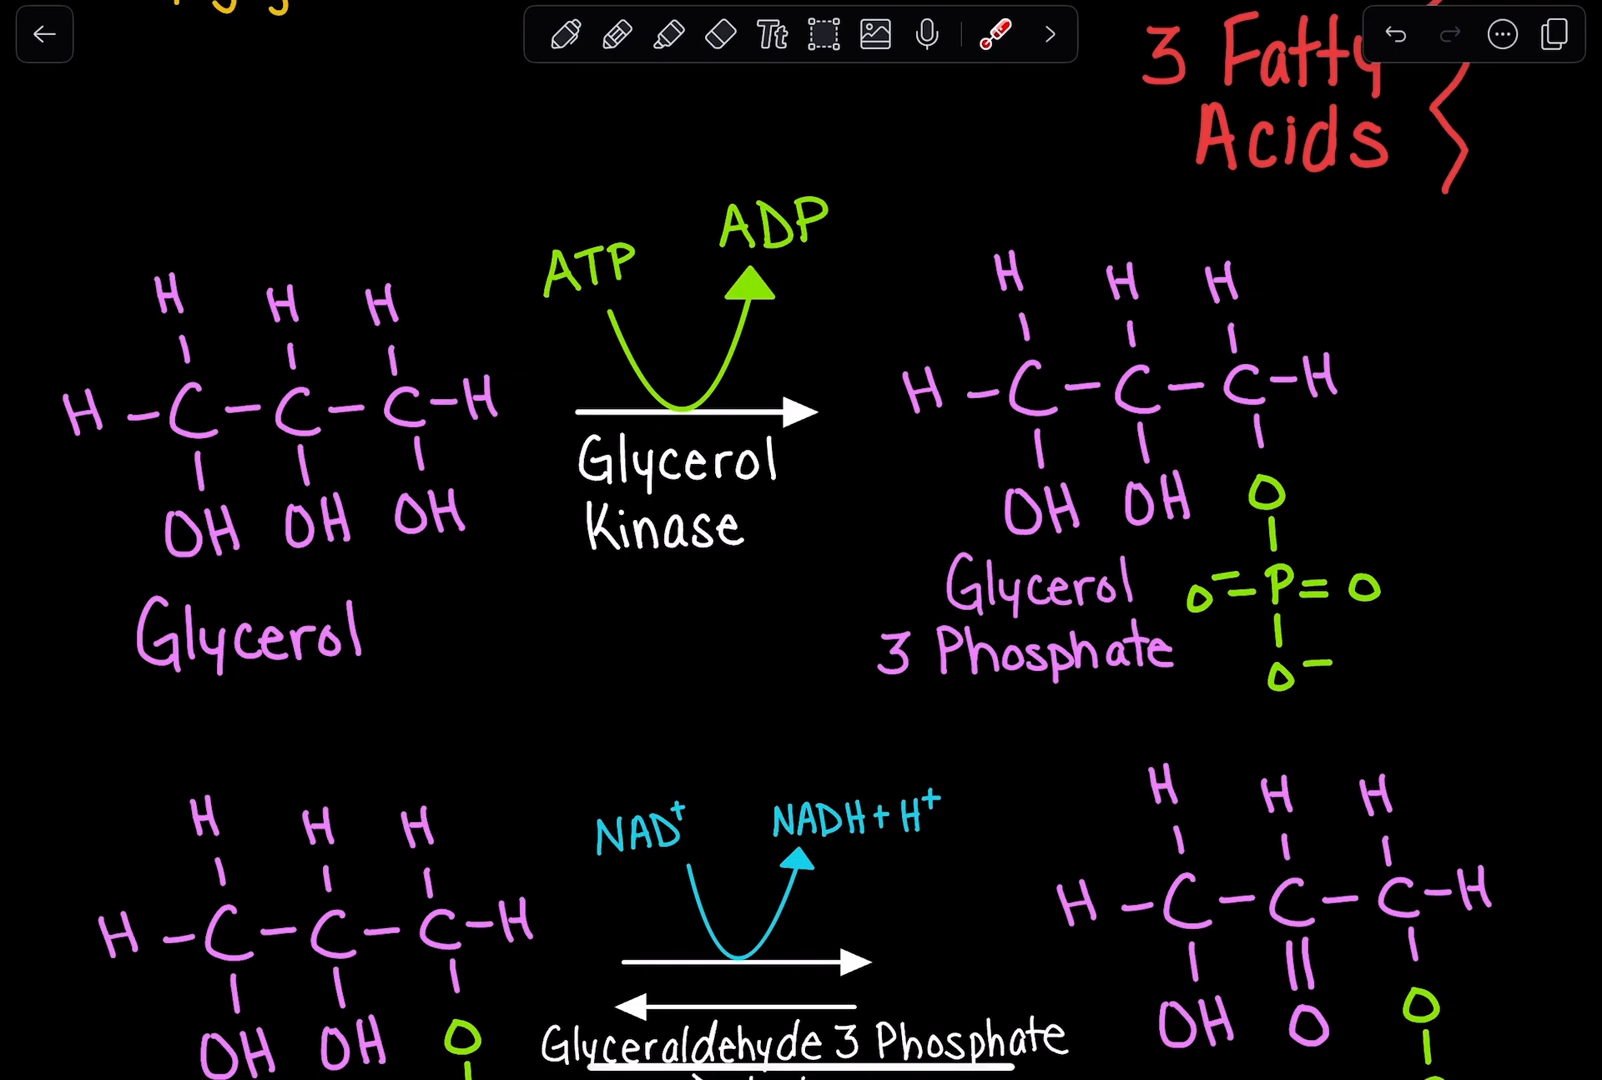 3 Fatty
Acids
Tt
ATP
ADP
H H H
H – C – C – C – H
OH OH OH
Glycerol
Glycerol
Kinase
H H H
H – C – C – C – H
OH OH O
O⁻ – P = O
O⁻
Glycerol
3 Phosphate
NAD⁺
NADH + H⁺
H H H
H – C – C – C – H
OH OH O
Glyceraldehyde 3 Phosphate
H H H
H – C – C – C – H
OH O O